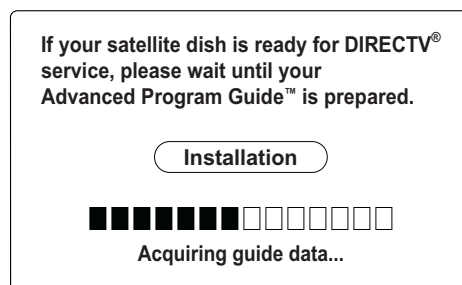 If your satellite dish is ready for DIRECTV®
service, please wait until your
Advanced Program Guide™ is prepared.
Installation
Acquiring guide data...